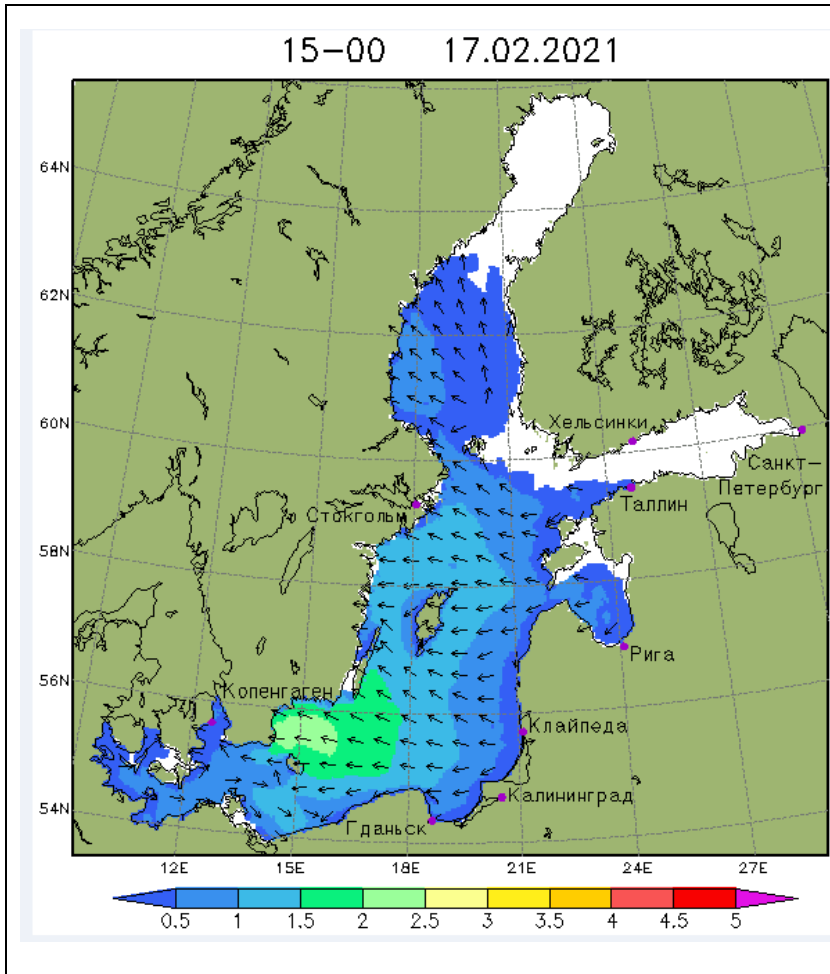 15-00 17.02.2021
64N
62N
60N
58N
56N
54N
Хельсинки
Санкт-
Петербург
Таллин
Стокгольм
Рига
Копенгаген
Клайпеда
Калининград
Гданьск
12E 15E 18E 21E 24E 27E
0.5 1 1.5 2 2.5 3 3.5 4 4.5 5